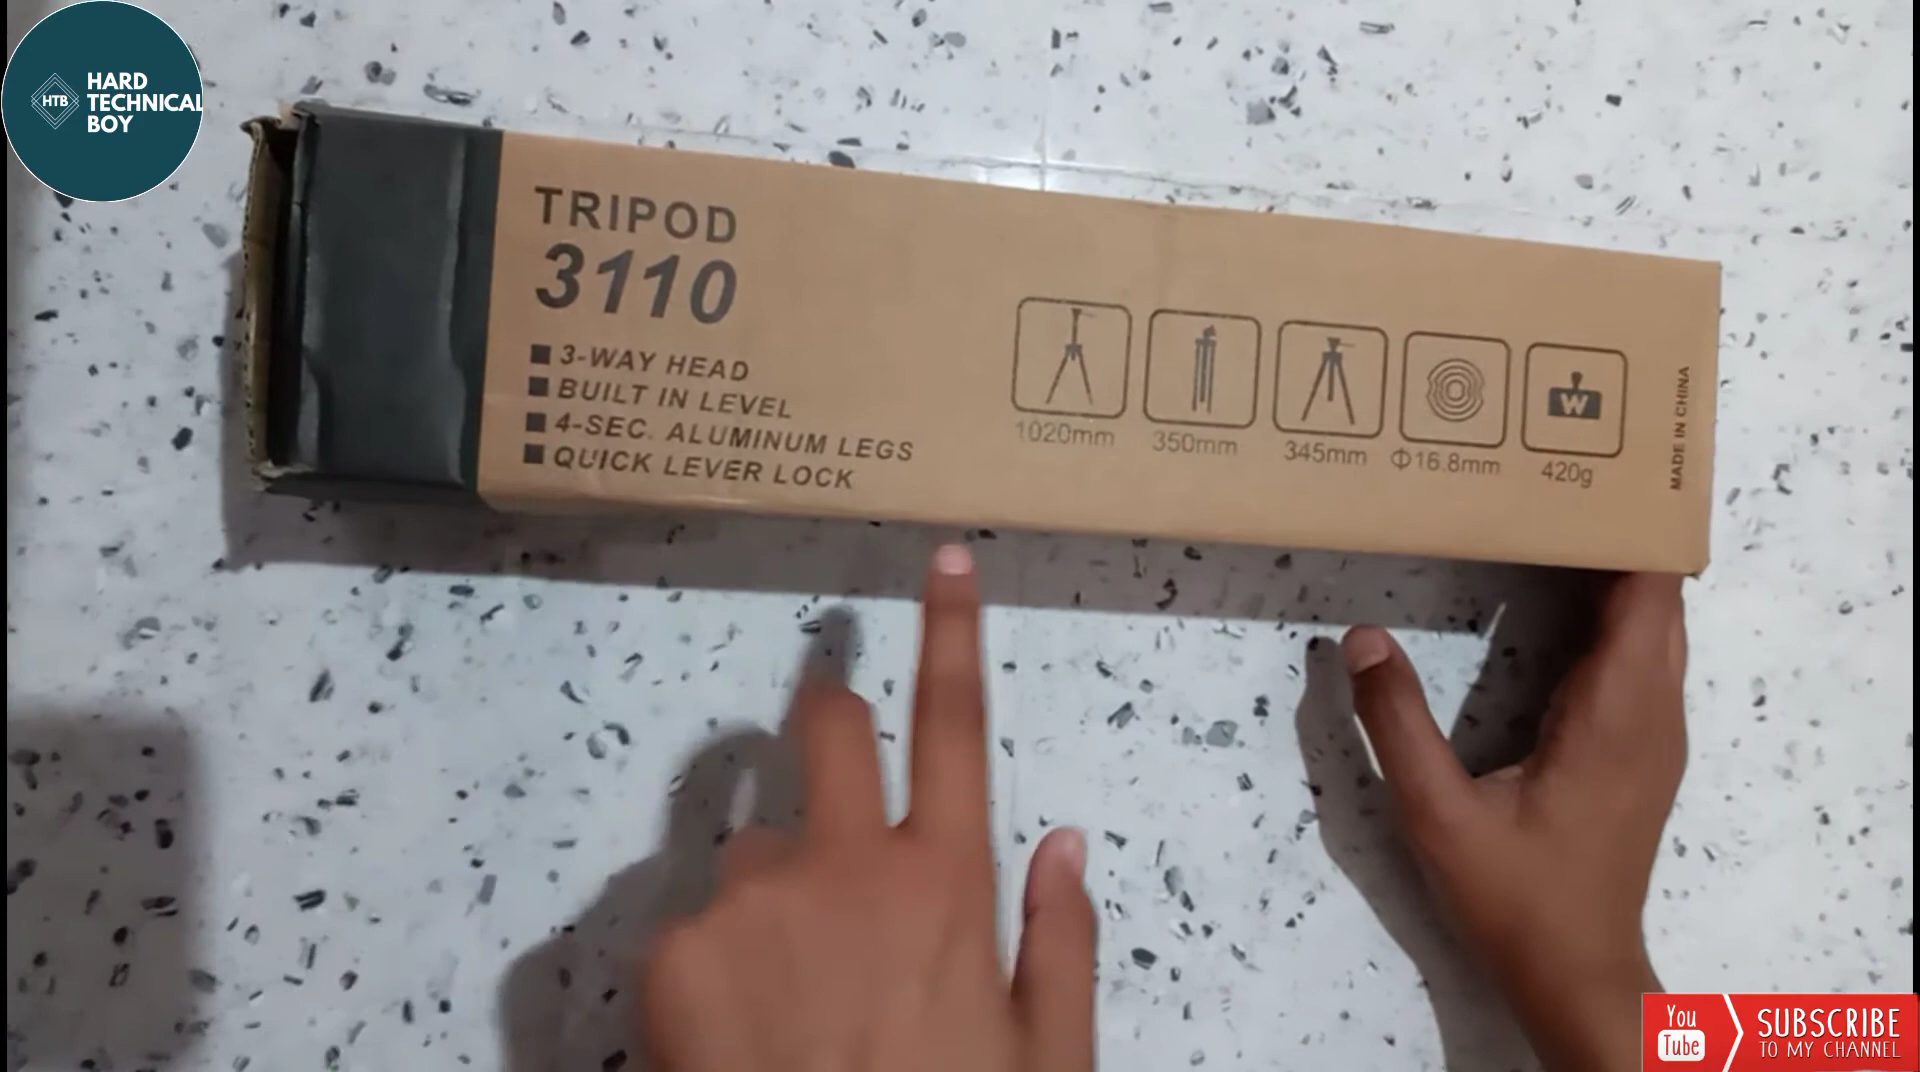 HTB
HARD
TECHNICAL
BOY
TRIPOD
3110
3-WAY HEAD
BUILT IN LEVEL
4-SEC. ALUMINUM LEGS
QUICK LEVER LOCK
1020mm
350mm
345mm
Φ16.8mm
W
420g
MADE IN CHINA
You
Tube
SUBSCRIBE
TO MY CHANNEL